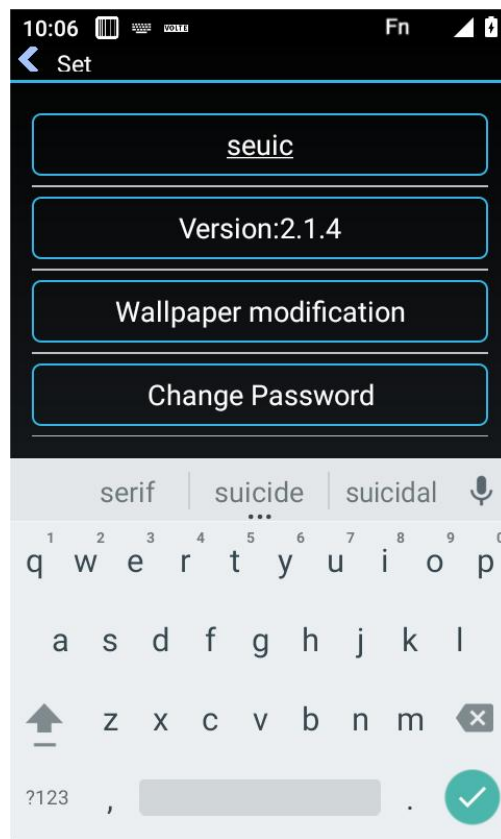 10:06 VOLTE Fn
Set
seuic
Version:2.1.4
Wallpaper modification
Change Password
serif suicide suicidal
1 2 3 4 5 6 7 8 9 0
q w e r t y u i o p
a s d f g h j k l
z x c v b n m
?123 , .